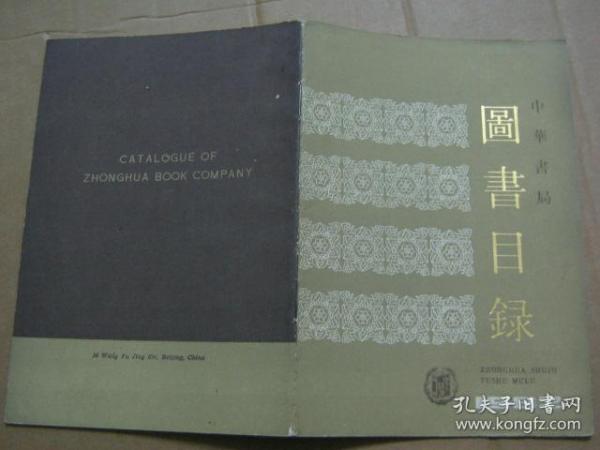 CATALOGUE OF
ZHONGHUA BOOK COMPANY
36 Wang Fu Jing St., Beijing, China
中華書局
圖書目録
ZHONGHUA SHUJU
TUSHU MULU
孔夫子旧书网
www.kongfz.com